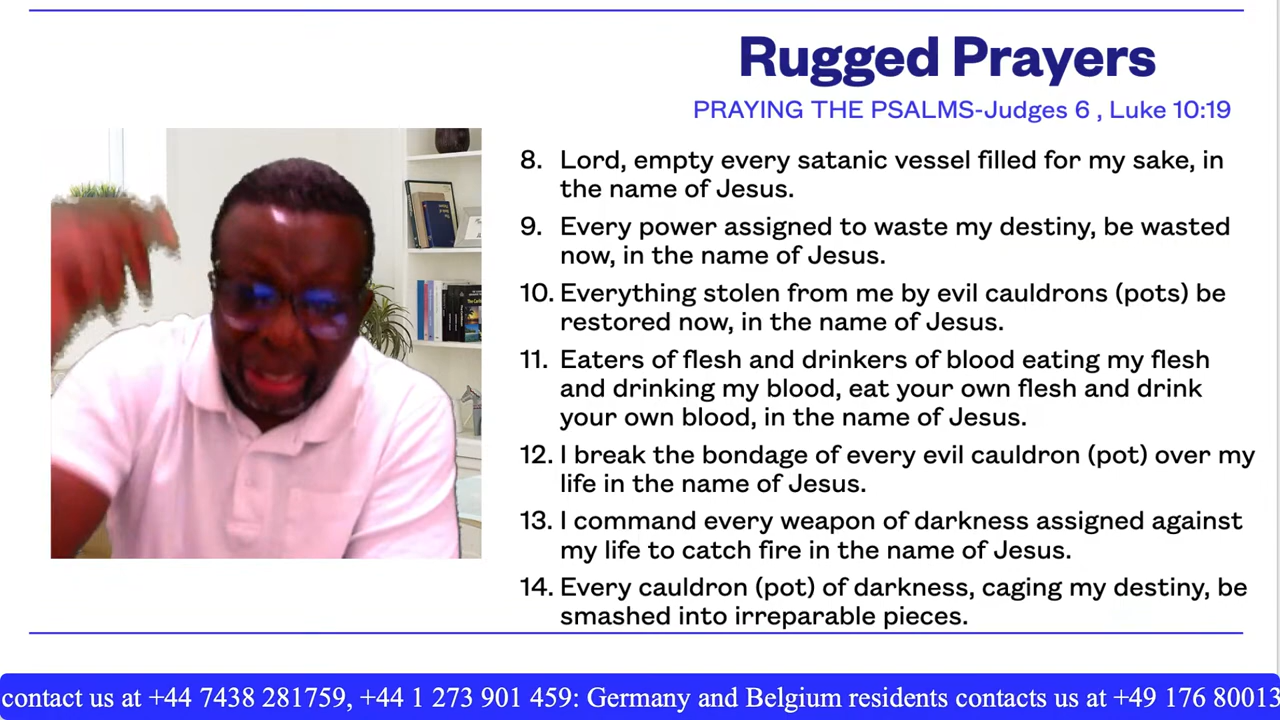 Rugged Prayers
PRAYING THE PSALMS-Judges 6 , Luke 10:19
8. Lord, empty every satanic vessel filled for my sake, in
the name of Jesus.
9. Every power assigned to waste my destiny, be wasted
now, in the name of Jesus.
10. Everything stolen from me by evil cauldrons (pots) be
restored now, in the name of Jesus.
11. Eaters of flesh and drinkers of blood eating my flesh
and drinking my blood, eat your own flesh and drink
your own blood, in the name of Jesus.
12. I break the bondage of every evil cauldron (pot) over my
life in the name of Jesus.
13. I command every weapon of darkness assigned against
my life to catch fire in the name of Jesus.
14. Every cauldron (pot) of darkness, caging my destiny, be
smashed into irreparable pieces.
contact us at +44 7438 281759, +44 1 273 901 459: Germany and Belgium residents contacts us at +49 176 80013